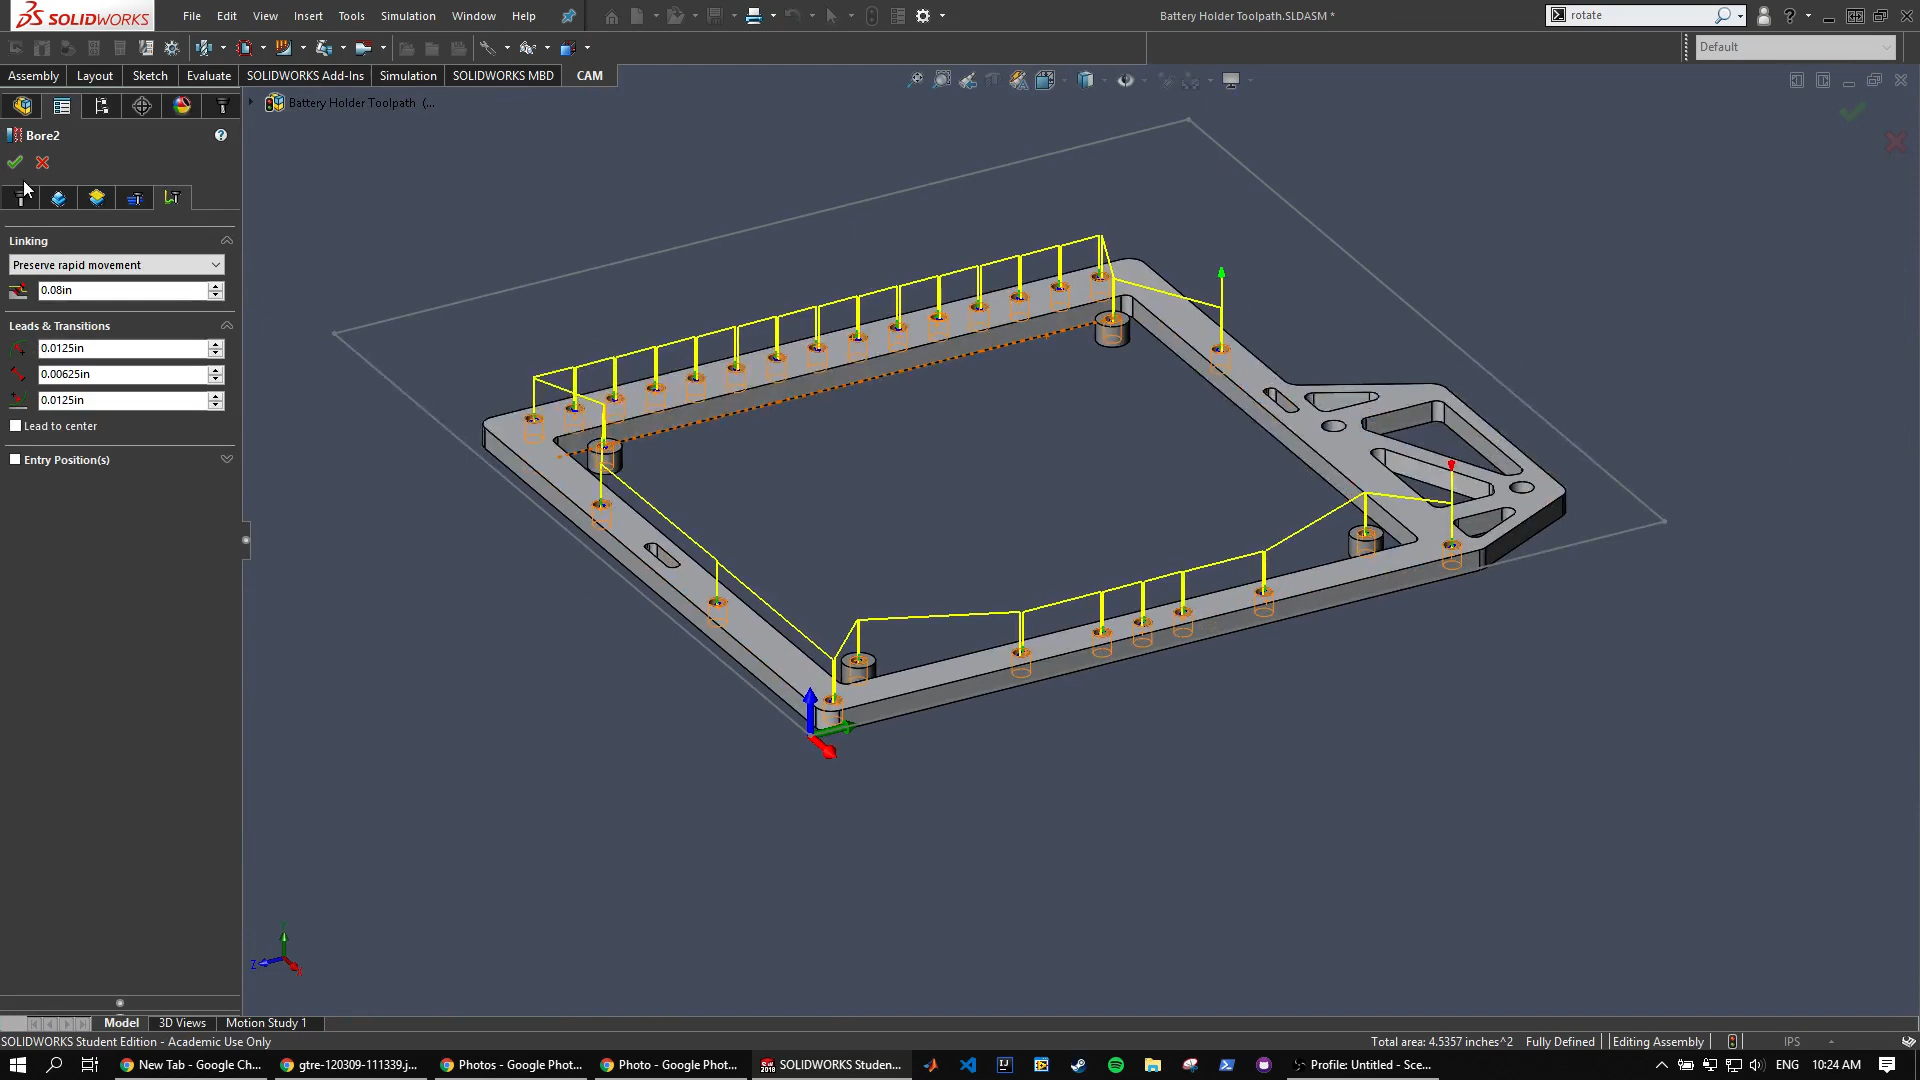 SOLIDWORKS
File Edit View Insert Tools Simulation Window Help
Battery Holder Toolpath.SLDASM *
rotate
Default
Assembly Layout Sketch Evaluate SOLIDWORKS Add-Ins Simulation SOLIDWORKS MBD CAM
Battery Holder Toolpath (...
Bore2
Linking
Preserve rapid movement
0.08in
Leads & Transitions
0.0125in
0.00625in
0.0125in
Lead to center
Entry Position(s)
Z
Model 3D Views Motion Study 1
SOLIDWORKS Student Edition - Academic Use Only
Total area: 4.5357 inches^2 Fully Defined Editing Assembly IPS
New Tab - Google Ch...
gtre-120309-111339.j...
Photos - Google Phot...
Photo - Google Phot...
SOLIDWORKS Studen...
Profile: Untitled - Sce...
ENG 10:24 AM